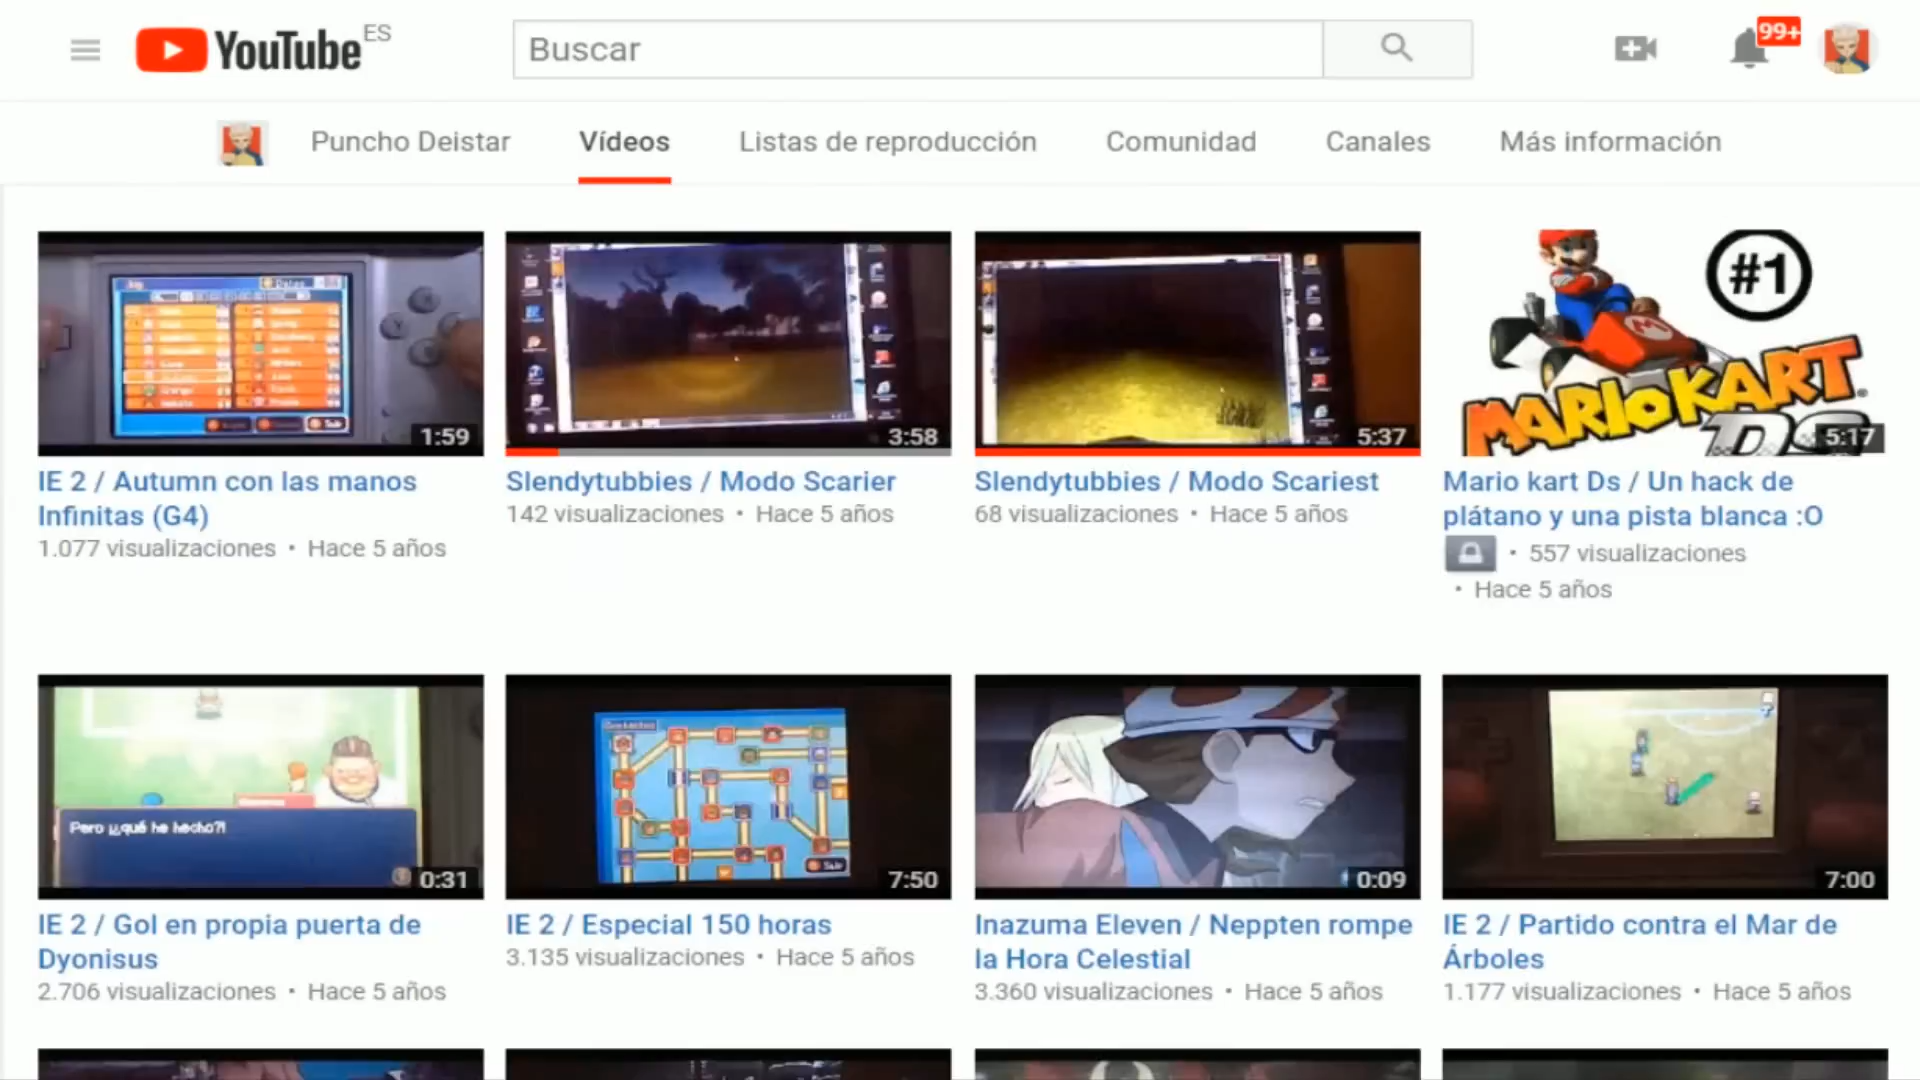 YouTube ES
Buscar
99+
Puncho Deistar
Vídeos
Listas de reproducción
Comunidad
Canales
Más información
1:59
IE 2 / Autumn con las manos
Infinitas (G4)
1.077 visualizaciones • Hace 5 años
3:58
Slendytubbies / Modo Scarier
142 visualizaciones • Hace 5 años
5:37
Slendytubbies / Modo Scariest
68 visualizaciones • Hace 5 años
#1
MARIOKART
DS
5:17
Mario kart Ds / Un hack de
plátano y una pista blanca :O
• 557 visualizaciones
• Hace 5 años
Pero ¡¿qué he hecho?!
0:31
IE 2 / Gol en propia puerta de
Dyonisus
2.706 visualizaciones • Hace 5 años
Salir
7:50
IE 2 / Especial 150 horas
3.135 visualizaciones • Hace 5 años
0:09
Inazuma Eleven / Neppten rompe
la Hora Celestial
3.360 visualizaciones • Hace 5 años
7:00
IE 2 / Partido contra el Mar de
Árboles
1.177 visualizaciones • Hace 5 años